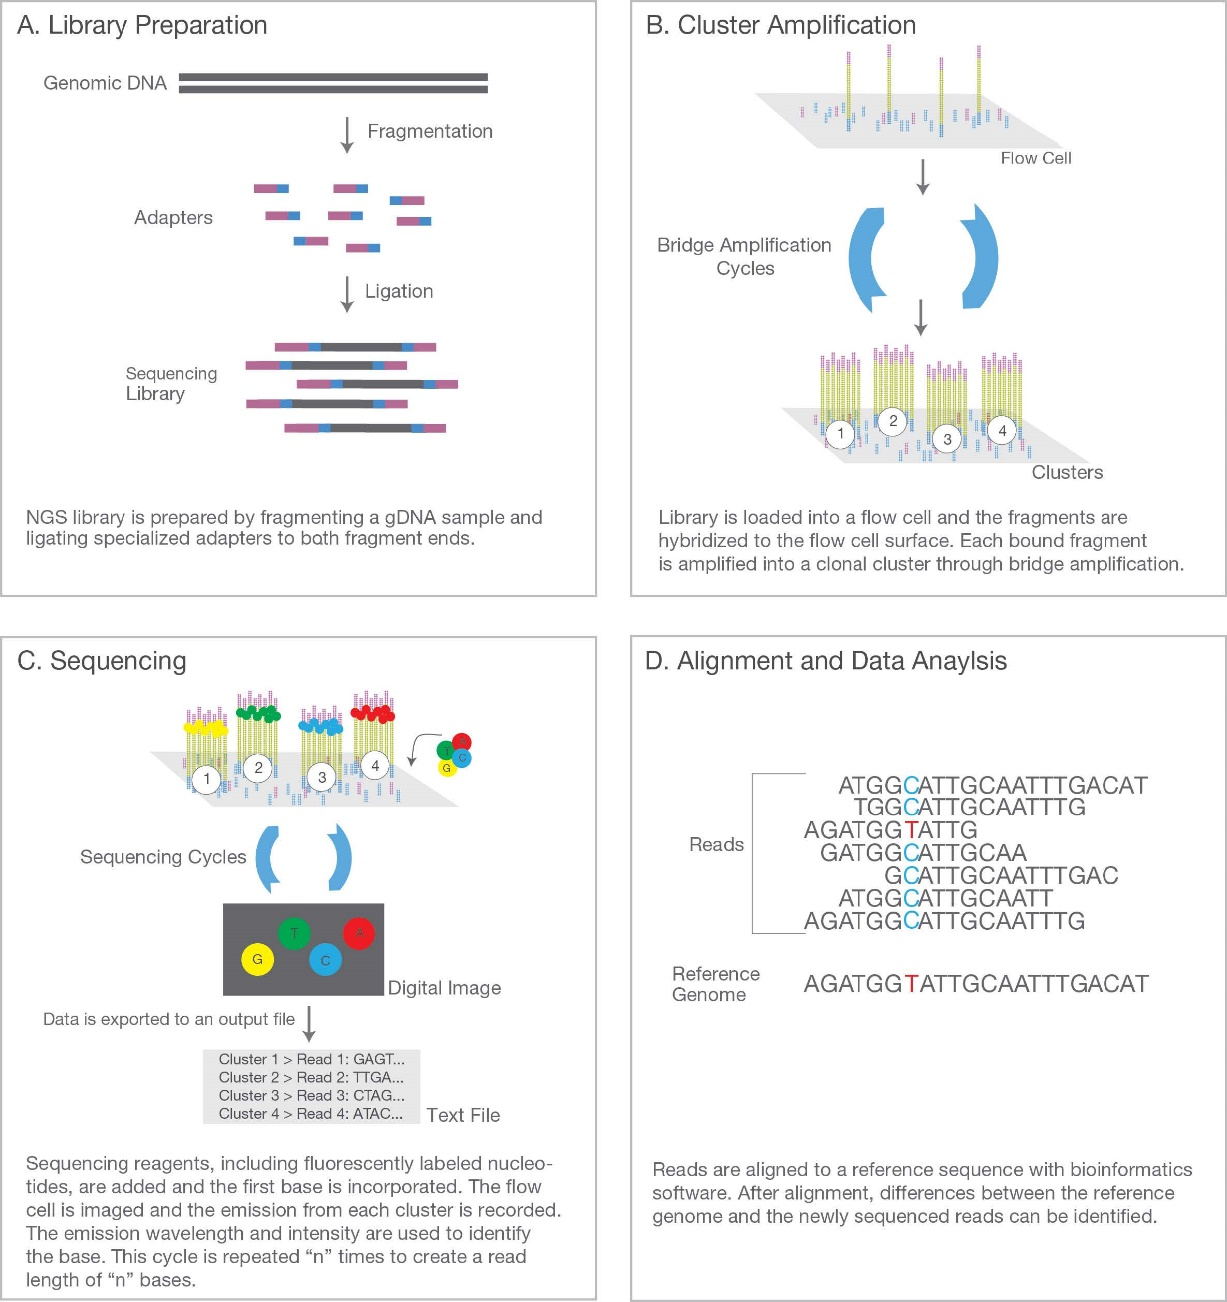 A. Library Preparation
Genomic DNA
Fragmentation
Adapters
Ligation
Sequencing
Library
NGS library is prepared by fragmenting a gDNA sample and
ligating specialized adapters to both fragment ends.
B. Cluster Amplification
Flow Cell
Bridge Amplification
Cycles
1
2
3
4
Clusters
Library is loaded into a flow cell and the fragments are
hybridized to the flow cell surface. Each bound fragment
is amplified into a clonal cluster through bridge amplification.
C. Sequencing
1
2
3
4
T
C
G
Sequencing Cycles
T
A
G
C
Digital Image
Data is exported to an output file
Cluster 1 > Read 1: GAGT...
Cluster 2 > Read 2: TTGA...
Cluster 3 > Read 3: CTAG...
Cluster 4 > Read 4: ATAC...
Text File
Sequencing reagents, including fluorescently labeled nucleo-
tides, are added and the first base is incorporated. The flow
cell is imaged and the emission from each cluster is recorded.
The emission wavelength and intensity are used to identify
the base. This cycle is repeated “n” times to create a read
length of “n” bases.
D. Alignment and Data Anaylsis
ATGGCATTGCAATTTGACAT
TGGCATTGCAATTTG
AGATGGTATTG
Reads
GATGGCATTGCAA
GCATTGCAATTTGAC
ATGGCATTGCAATT
AGATGGCATTGCAATTTG
Reference
Genome
AGATGGTATTGCAATTTGACAT
Reads are aligned to a reference sequence with bioinformatics
software. After alignment, differences between the reference
genome and the newly sequenced reads can be identified.